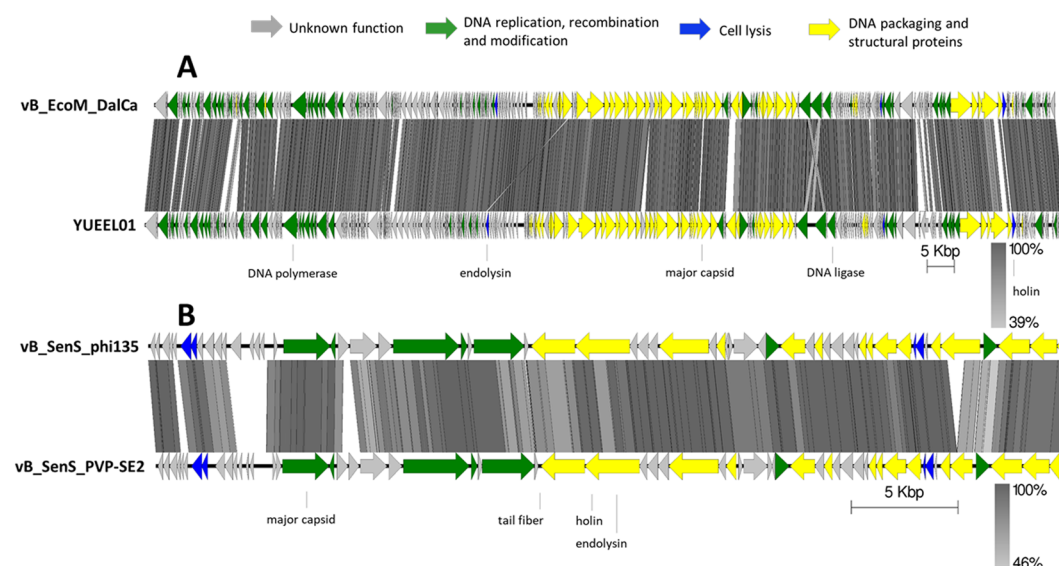 Unknown function
DNA replication, recombination
and modification
Cell lysis
DNA packaging and
structural proteins
A
vB_EcoM_DalCa
YUEEL01
DNA polymerase
endolysin
major capsid
DNA ligase
5 Kbp
100%
holin
39%
B
vB_SenS_phi135
vB_SenS_PVP-SE2
major capsid
tail fiber
holin
endolysin
5 Kbp
100%
46%